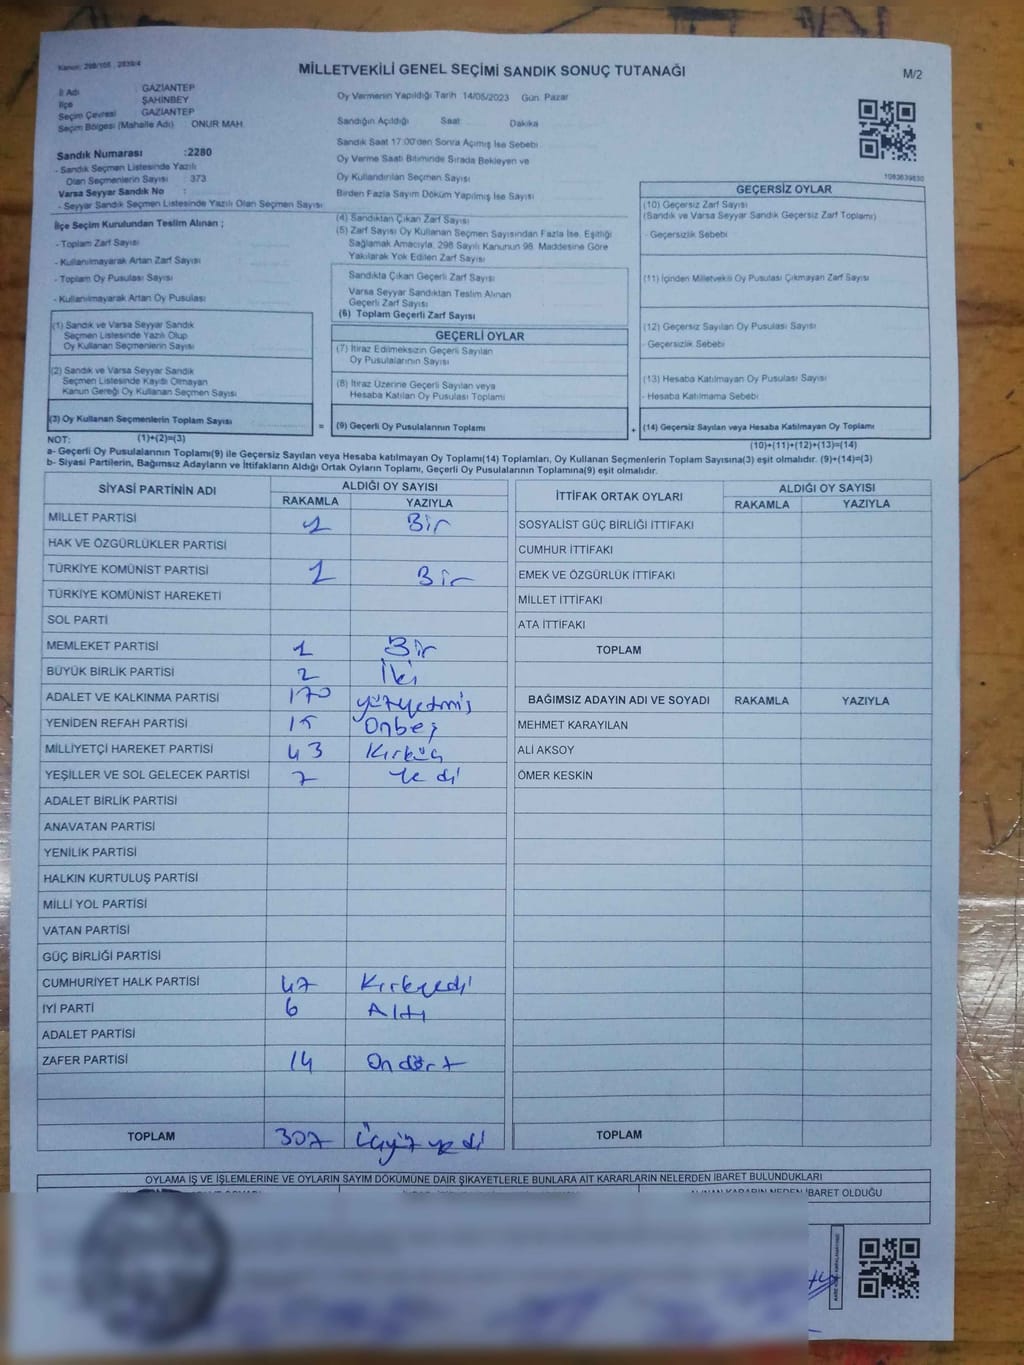 Kanun: 298/105 , 2839/4
MİLLETVEKİLİ GENEL SEÇİMİ SANDIK SONUÇ TUTANAĞI
M/2
İl Adı : GAZİANTEP
İlçe ŞAHİNBEY
Seçim Çevresi : GAZİANTEP
Seçim Bölgesi (Mahalle Adı) : ONUR MAH.
Oy Vermenin Yapıldığı Tarih 14/05/2023 Gün: Pazar
Sandığın Açıldığı Saat Dakika
Sandık Numarası :2280
- Sandık Seçmen Listesinde Yazılı
Olan Seçmenlerin Sayısı : 373
Varsa Seyyar Sandık No :
- Seyyar Sandık Seçmen Listesinde Yazılı Olan Seçmen Sayısı
Sandık Saat 17:00'den Sonra Açımış İse Sebebi
Oy Verme Saati Bitiminde Sırada Bekleyen ve
Oy Kullandırılan Seçmen Sayısı
Birden Fazla Sayım Döküm Yapılmış İse Sayısı
1083639830
İlçe Seçim Kurulundan Teslim Alınan ;
- Toplam Zarf Sayısı
- Kullanılmayarak Artan Zarf Sayısı
- Toplam Oy Pusulası Sayısı
- Kullanılmayarak Artan Oy Pusulası
(1) Sandık ve Varsa Seyyar Sandık
Seçmen Listesinde Yazılı Olup
Oy Kullanan Seçmenlerin Sayısı
(2) Sandık ve Varsa Seyyar Sandık
Seçmen Listesinde Kaydı Olmayan
Kanun Gereği Oy Kullanan Seçmen Sayısı
(3) Oy Kullanan Seçmenlerin Toplam Sayısı
(1)+(2)=(3)
(4) Sandıktan Çıkan Zarf Sayısı
(5) Zarf Sayısı Oy Kullanan Seçmen Sayısından Fazla İse, Eşitliği
Sağlamak Amacıyla, 298 Sayılı Kanunun 98. Maddesine Göre
Yakılarak Yok Edilen Zarf Sayısı
Sandıkta Çıkan Geçerli Zarf Sayısı
Varsa Seyyar Sandıktan Teslim Alınan
Geçerli Zarf Sayısı
(6) Toplam Geçerli Zarf Sayısı
GEÇERLİ OYLAR
(7) İtiraz Edilmeksizin Geçerli Sayılan
Oy Pusulalarının Sayısı
(8) İtiraz Üzerine Geçerli Sayılan veya
Hesaba Katılan Oy Pusulası Toplamı
= (9) Geçerli Oy Pusulalarının Toplamı
GEÇERSİZ OYLAR
(10) Geçersiz Zarf Sayısı
(Sandık ve Varsa Seyyar Sandık Geçersiz Zarf Toplamı)
- Geçersizlik Sebebi
(11) İçinden Milletvekili Oy Pusulası Çıkmayan Zarf Sayısı
(12) Geçersiz Sayılan Oy Pusulası Sayısı
- Geçersizlik Sebebi
(13) Hesaba Katılmayan Oy Pusulası Sayısı
- Hesaba Katılmama Sebebi
+ (14) Geçersiz Sayılan veya Hesaba Katılmayan Oy Toplamı
(10)+(11)+(12)+(13)=(14)
NOT:
a- Geçerli Oy Pusulalarının Toplamı(9) ile Geçersiz Sayılan veya Hesaba katılmayan Oy Toplamı(14) Toplamları, Oy Kullanan Seçmenlerin Toplam Sayısına(3) eşit olmalıdır. (9)+(14)=(3)
b- Siyasi Partilerin, Bağımsız Adayların ve İttifakların Aldığı Ortak Oyların Toplamı, Geçerli Oy Pusulalarının Toplamına(9) eşit olmalıdır.
SİYASİ PARTİNİN ADI ALDIĞI OY SAYISI
RAKAMLA YAZIYLA
MİLLET PARTİSİ 1 Bir
HAK VE ÖZGÜRLÜKLER PARTİSİ
TÜRKİYE KOMÜNİST PARTİSİ 1 Bir
TÜRKİYE KOMÜNİST HAREKETİ
SOL PARTİ
MEMLEKET PARTİSİ 1 Bir
BÜYÜK BİRLİK PARTİSİ 2 İki
ADALET VE KALKINMA PARTİSİ 170 yüzyetmiş
YENİDEN REFAH PARTİSİ 15 Onbeş
MİLLİYETÇİ HAREKET PARTİSİ 43 Kırküç
YEŞİLLER VE SOL GELECEK PARTİSİ 7 Yedi
ADALET BİRLİK PARTİSİ
ANAVATAN PARTİSİ
YENİLİK PARTİSİ
HALKIN KURTULUŞ PARTİSİ
MİLLİ YOL PARTİSİ
VATAN PARTİSİ
GÜÇ BİRLİĞİ PARTİSİ
CUMHURİYET HALK PARTİSİ 47 Kırkyedi
İYİ PARTİ 6 Altı
ADALET PARTİSİ
ZAFER PARTİSİ 14 Ondört
TOPLAM 307 Üçyüz yedi
İTTİFAK ORTAK OYLARI ALDIĞI OY SAYISI
RAKAMLA YAZIYLA
SOSYALİST GÜÇ BİRLİĞİ İTTİFAKI
CUMHUR İTTİFAKI
EMEK VE ÖZGÜRLÜK İTTİFAKI
MİLLET İTTİFAKI
ATA İTTİFAKI
TOPLAM
BAĞIMSIZ ADAYIN ADI VE SOYADI RAKAMLA YAZIYLA
MEHMET KARAYILAN
ALİ AKSOY
ÖMER KESKİN
TOPLAM
OYLAMA İŞ VE İŞLEMLERİNE VE OYLARIN SAYIM DÖKÜMÜNE DAİR ŞİKAYETLERLE BUNLARA AİT KARARLARIN NELERDEN İBARET BULUNDUKLARI
KARARIN NEDEN İBARET OLDUĞU